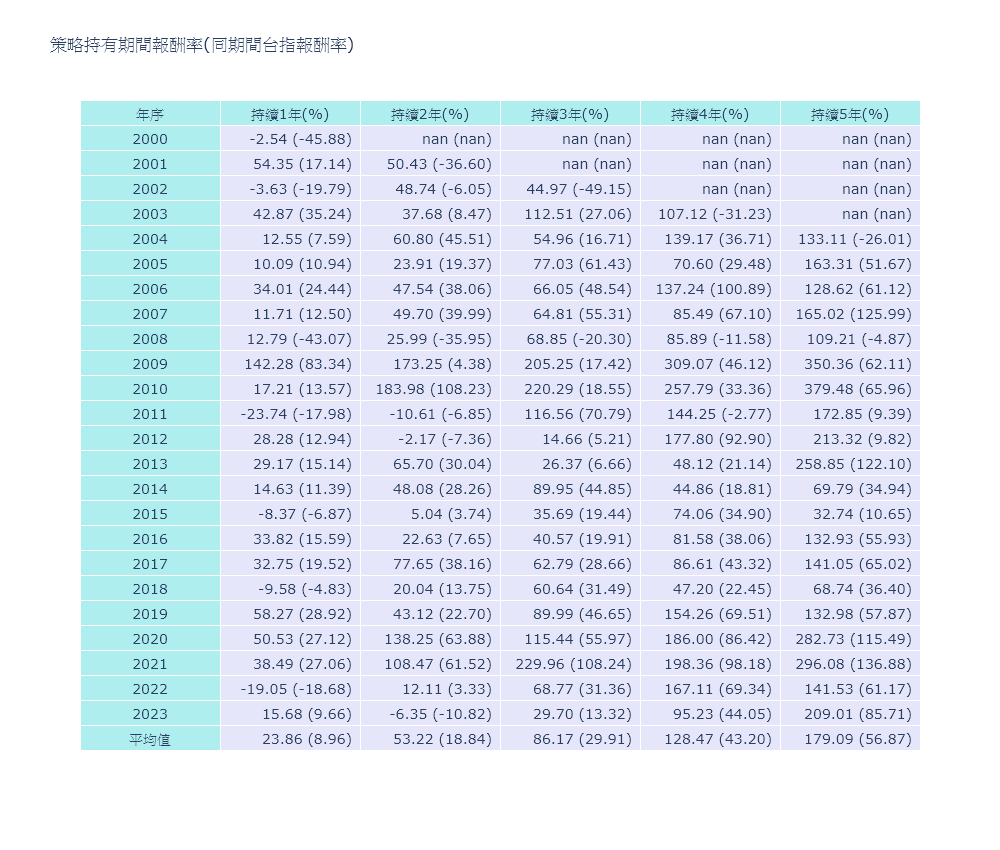 策略持有期間報酬率(同期間台指報酬率)
年序 持續1年(%) 持續2年(%) 持續3年(%) 持續4年(%) 持續5年(%)
2000 -2.54 (-45.88) nan (nan) nan (nan) nan (nan) nan (nan)
2001 54.35 (17.14) 50.43 (-36.60) nan (nan) nan (nan) nan (nan)
2002 -3.63 (-19.79) 48.74 (-6.05) 44.97 (-49.15) nan (nan) nan (nan)
2003 42.87 (35.24) 37.68 (8.47) 112.51 (27.06) 107.12 (-31.23) nan (nan)
2004 12.55 (7.59) 60.80 (45.51) 54.96 (16.71) 139.17 (36.71) 133.11 (-26.01)
2005 10.09 (10.94) 23.91 (19.37) 77.03 (61.43) 70.60 (29.48) 163.31 (51.67)
2006 34.01 (24.44) 47.54 (38.06) 66.05 (48.54) 137.24 (100.89) 128.62 (61.12)
2007 11.71 (12.50) 49.70 (39.99) 64.81 (55.31) 85.49 (67.10) 165.02 (125.99)
2008 12.79 (-43.07) 25.99 (-35.95) 68.85 (-20.30) 85.89 (-11.58) 109.21 (-4.87)
2009 142.28 (83.34) 173.25 (4.38) 205.25 (17.42) 309.07 (46.12) 350.36 (62.11)
2010 17.21 (13.57) 183.98 (108.23) 220.29 (18.55) 257.79 (33.36) 379.48 (65.96)
2011 -23.74 (-17.98) -10.61 (-6.85) 116.56 (70.79) 144.25 (-2.77) 172.85 (9.39)
2012 28.28 (12.94) -2.17 (-7.36) 14.66 (5.21) 177.80 (92.90) 213.32 (9.82)
2013 29.17 (15.14) 65.70 (30.04) 26.37 (6.66) 48.12 (21.14) 258.85 (122.10)
2014 14.63 (11.39) 48.08 (28.26) 89.95 (44.85) 44.86 (18.81) 69.79 (34.94)
2015 -8.37 (-6.87) 5.04 (3.74) 35.69 (19.44) 74.06 (34.90) 32.74 (10.65)
2016 33.82 (15.59) 22.63 (7.65) 40.57 (19.91) 81.58 (38.06) 132.93 (55.93)
2017 32.75 (19.52) 77.65 (38.16) 62.79 (28.66) 86.61 (43.32) 141.05 (65.02)
2018 -9.58 (-4.83) 20.04 (13.75) 60.64 (31.49) 47.20 (22.45) 68.74 (36.40)
2019 58.27 (28.92) 43.12 (22.70) 89.99 (46.65) 154.26 (69.51) 132.98 (57.87)
2020 50.53 (27.12) 138.25 (63.88) 115.44 (55.97) 186.00 (86.42) 282.73 (115.49)
2021 38.49 (27.06) 108.47 (61.52) 229.96 (108.24) 198.36 (98.18) 296.08 (136.88)
2022 -19.05 (-18.68) 12.11 (3.33) 68.77 (31.36) 167.11 (69.34) 141.53 (61.17)
2023 15.68 (9.66) -6.35 (-10.82) 29.70 (13.32) 95.23 (44.05) 209.01 (85.71)
平均值 23.86 (8.96) 53.22 (18.84) 86.17 (29.91) 128.47 (43.20) 179.09 (56.87)